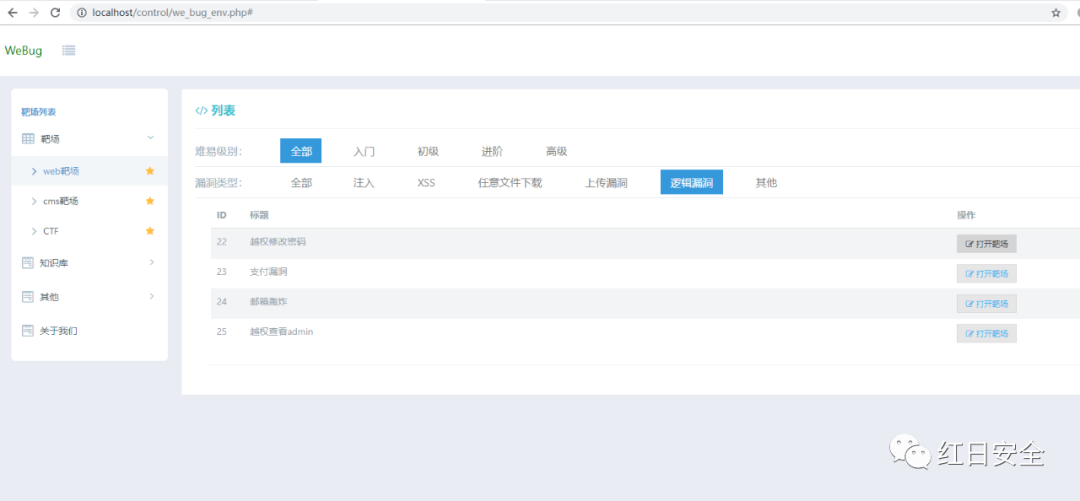 localhost/control/we_bug_env.php#
WeBug
靶场列表
靶场
web靶场
cms靶场
CTF
知识库
其他
关于我们
</> 列表
难易级别: 全部 入门 初级 进阶 高级
漏洞类型: 全部 注入 XSS 任意文件下载 上传漏洞 逻辑漏洞 其他
ID 标题 操作
22 越权修改密码 打开靶场
23 支付漏洞 打开靶场
24 邮箱轰炸 打开靶场
25 越权查看admin 打开靶场
红日安全